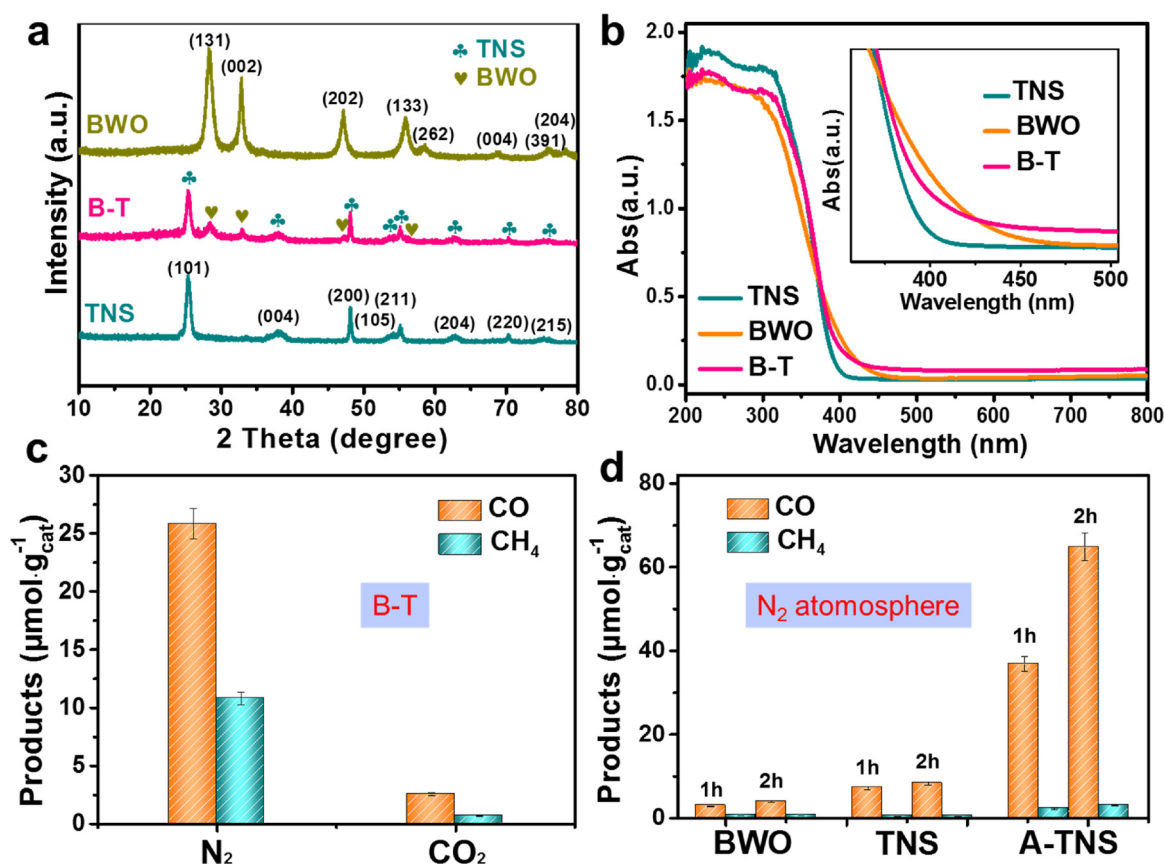 a
(131)
(002)
♣ TNS
♥ BWO
BWO
(202)
(133)
(262)
(004)
(204)
(391)
B-T
TNS
(101)
(004)
(200)
(105)
(211)
(204)
(220)
(215)
Intensity (a.u.)
10 20 30 40 50 60 70 80
2 Theta (degree)
b
2.0
1.5
1.0
0.5
0.0
Abs(a.u.)
TNS
BWO
B-T
200 300 400 500 600 700 800
Wavelength (nm)
TNS
BWO
B-T
Abs(a.u.)
400 450 500
Wavelength (nm)
c
30
25
20
15
10
5
0
Products (μmol·g⁻¹cat)
CO
CH₄
B-T
N₂ CO₂
d
80
60
40
20
0
Products (μmol·g⁻¹cat)
CO
CH₄
N₂ atomosphere
1h
2h
1h
2h
1h
2h
BWO TNS A-TNS